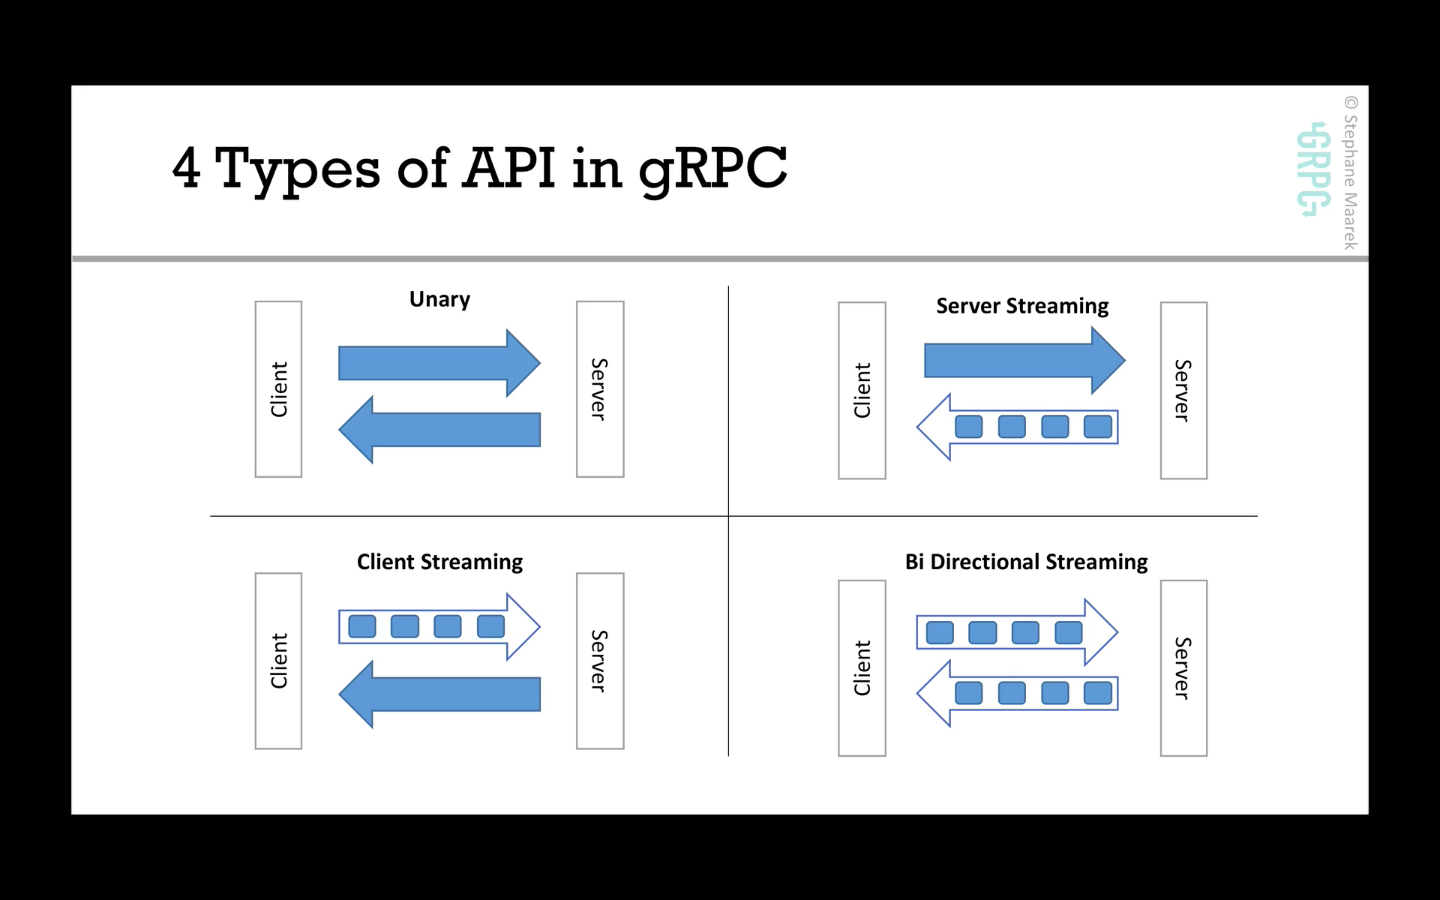 4 Types of API in gRPC
© Stephane Maarek
GRPC
Unary
Client
Server
Server Streaming
Client
Server
Client Streaming
Client
Server
Bi Directional Streaming
Client
Server